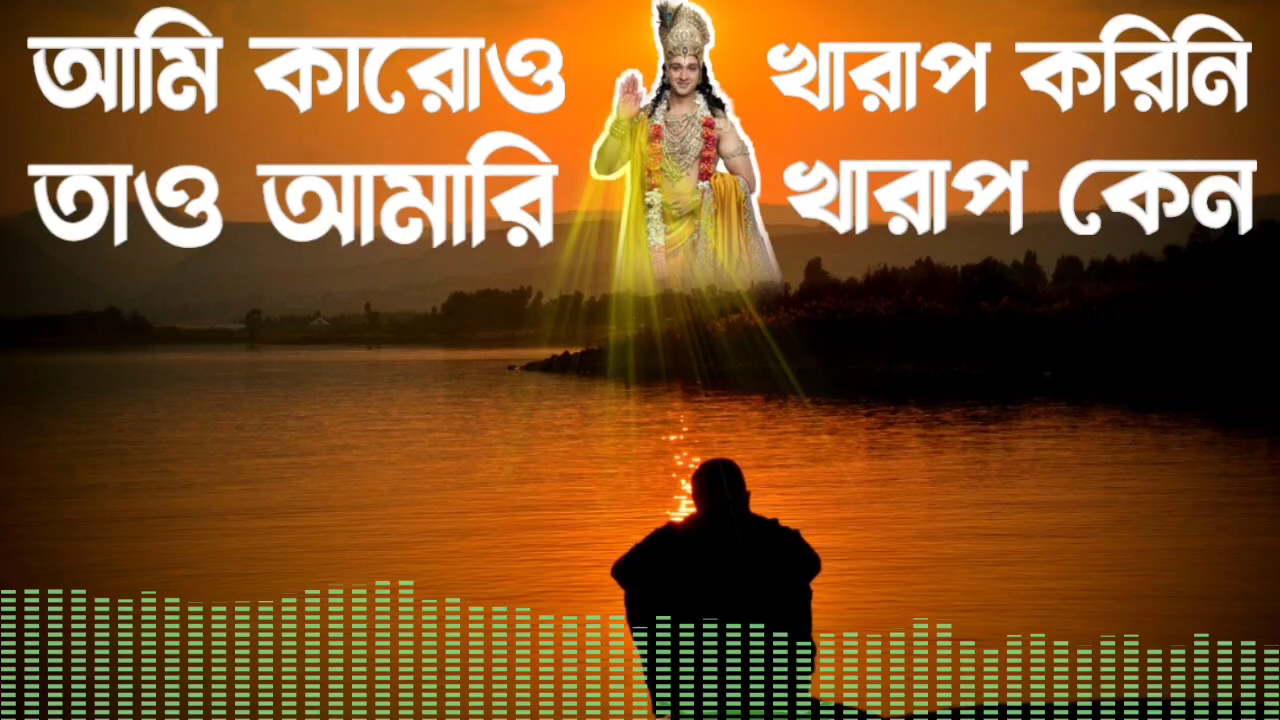 আমি কারোও খারাপ করিনি
তাও আমারি খারাপ কেন